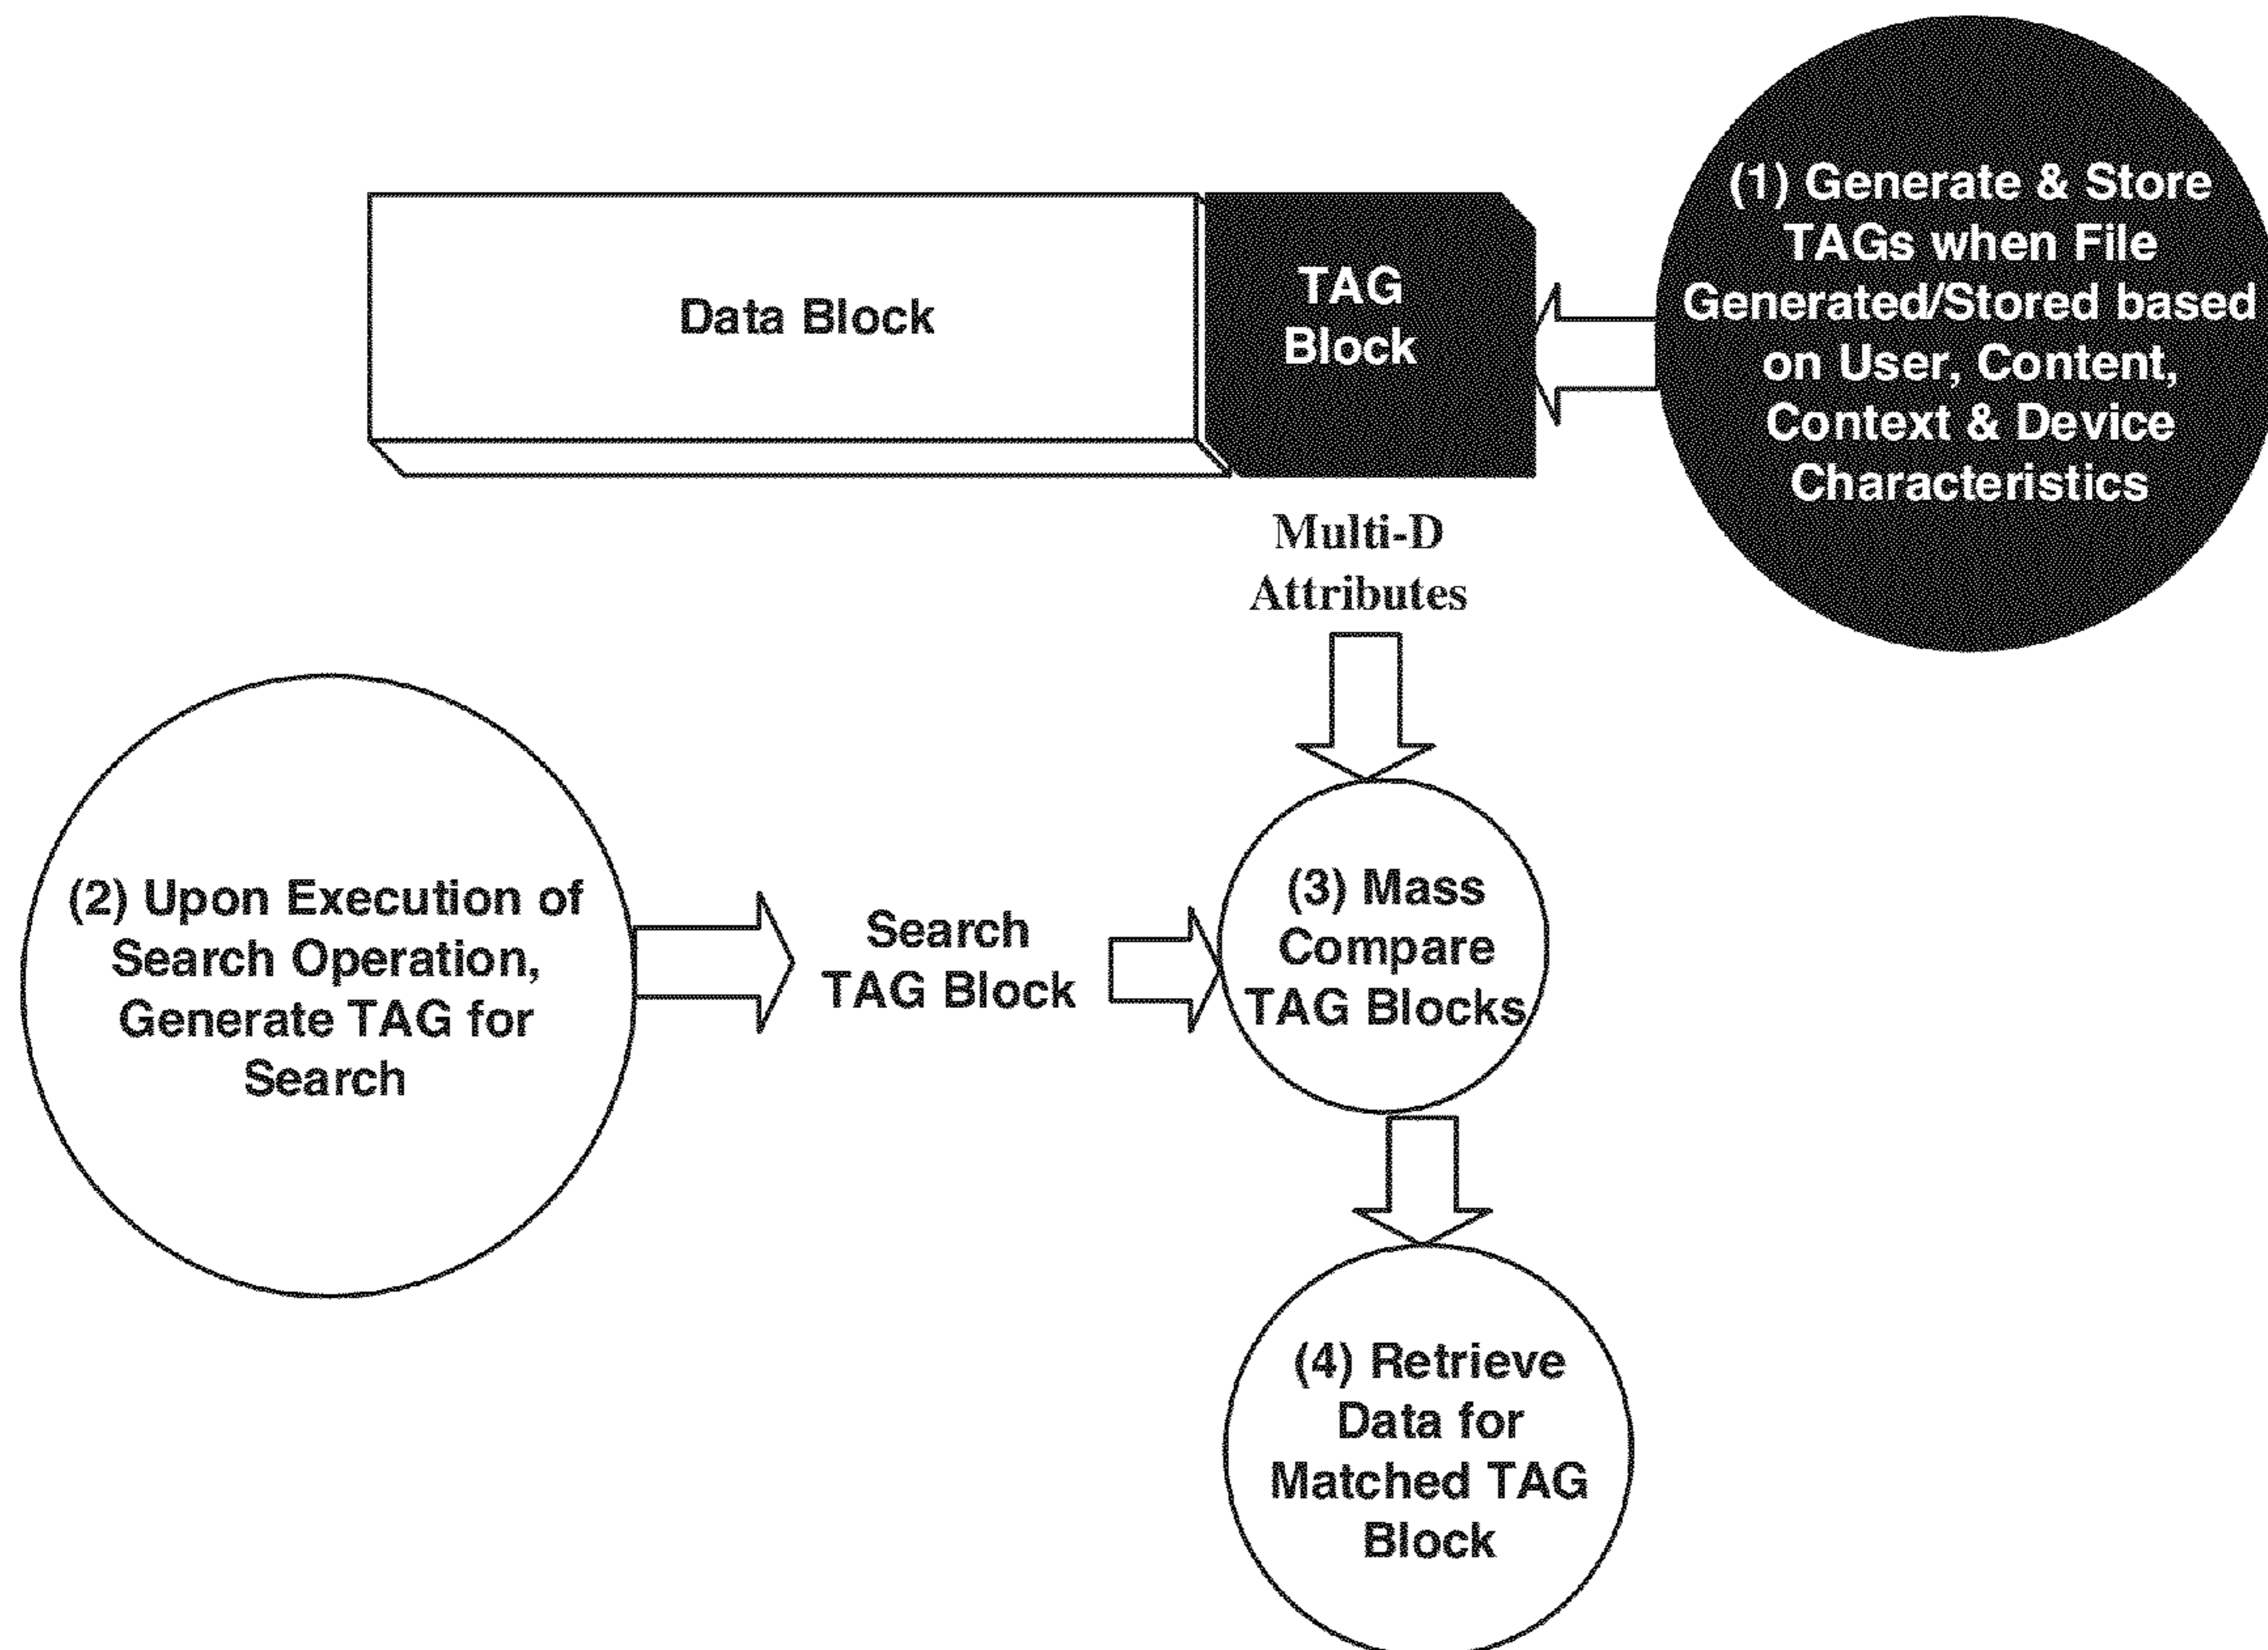 (1) Generate & Store
TAGs when File
Generated/Stored based
on User, Content,
Context & Device
Characteristics
Data Block
TAG
Block
Multi-D
Attributes
(2) Upon Execution of
Search Operation,
Generate TAG for
Search
Search
TAG Block
(3) Mass
Compare
TAG Blocks
(4) Retrieve
Data for
Matched TAG
Block